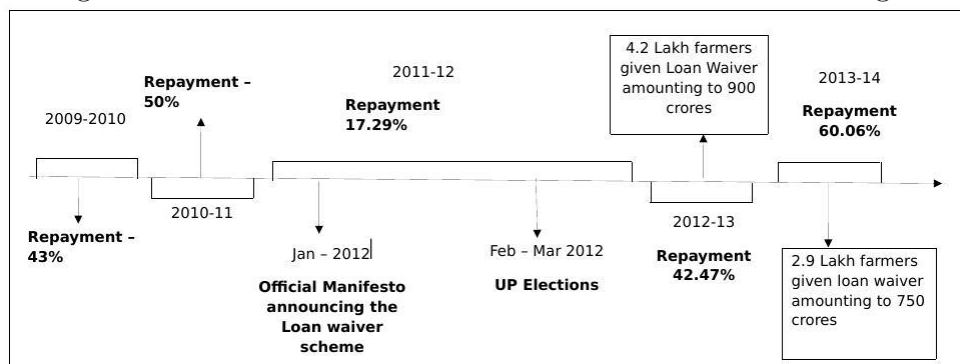 2009-2010
Repayment –
43%
Repayment –
50%
2010-11
2011-12
Repayment
17.29%
Jan – 2012
Official Manifesto
announcing the
Loan waiver
scheme
Feb – Mar 2012
UP Elections
4.2 Lakh farmers
given Loan Waiver
amounting to 900
crores
2012-13
Repayment
42.47%
2013-14
Repayment
60.06%
2.9 Lakh farmers
given loan waiver
amounting to 750
crores